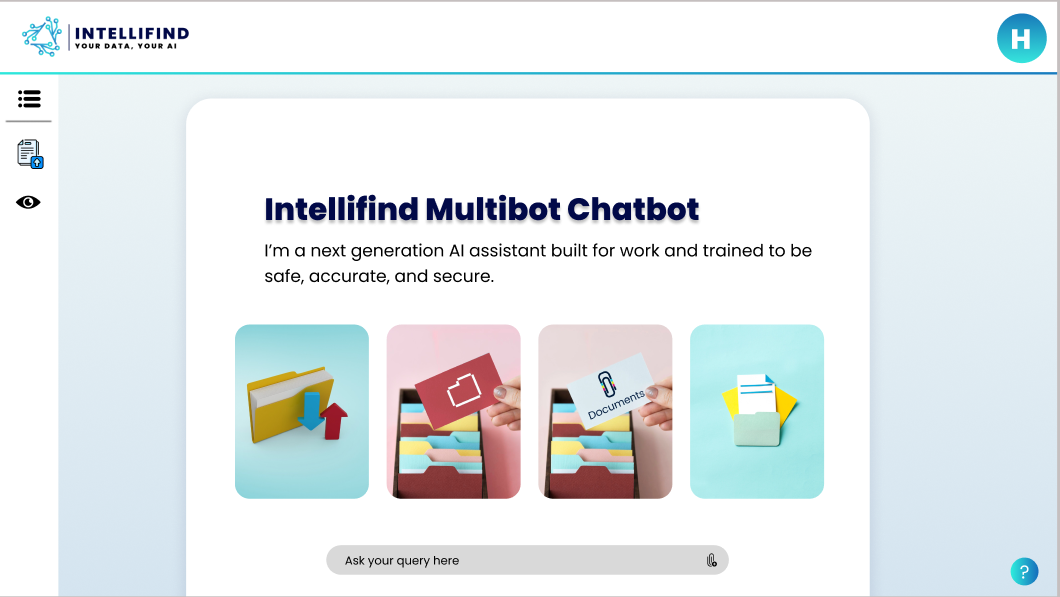 INTELLIFIND
YOUR DATA, YOUR AI
H
Intellifind Multibot Chatbot
I’m a next generation AI assistant built for work and trained to be
safe, accurate, and secure.
Documents
Ask your query here
?